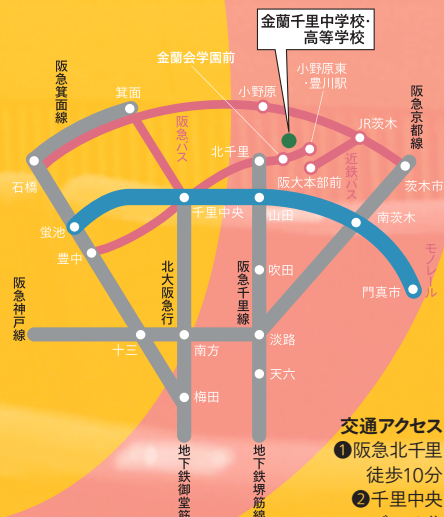 金蘭千里中学校・
高等学校
金蘭会学園前
小野原東
・豊川駅
阪急箕面線
箕面
小野原
阪急京都線
阪急バス
JR茨木
北千里
近鉄バス
石橋
阪大本部前
茨木市
千里中央
山田
南茨木
蛍池
豊中
モノレール
北大阪急行
阪急千里線
吹田
門真市
阪急神戸線
十三
南方
淡路
天六
梅田
地下鉄御堂筋
地下鉄堺筋線
交通アクセス
❶阪急北千里
徒歩10分
❷千里中央